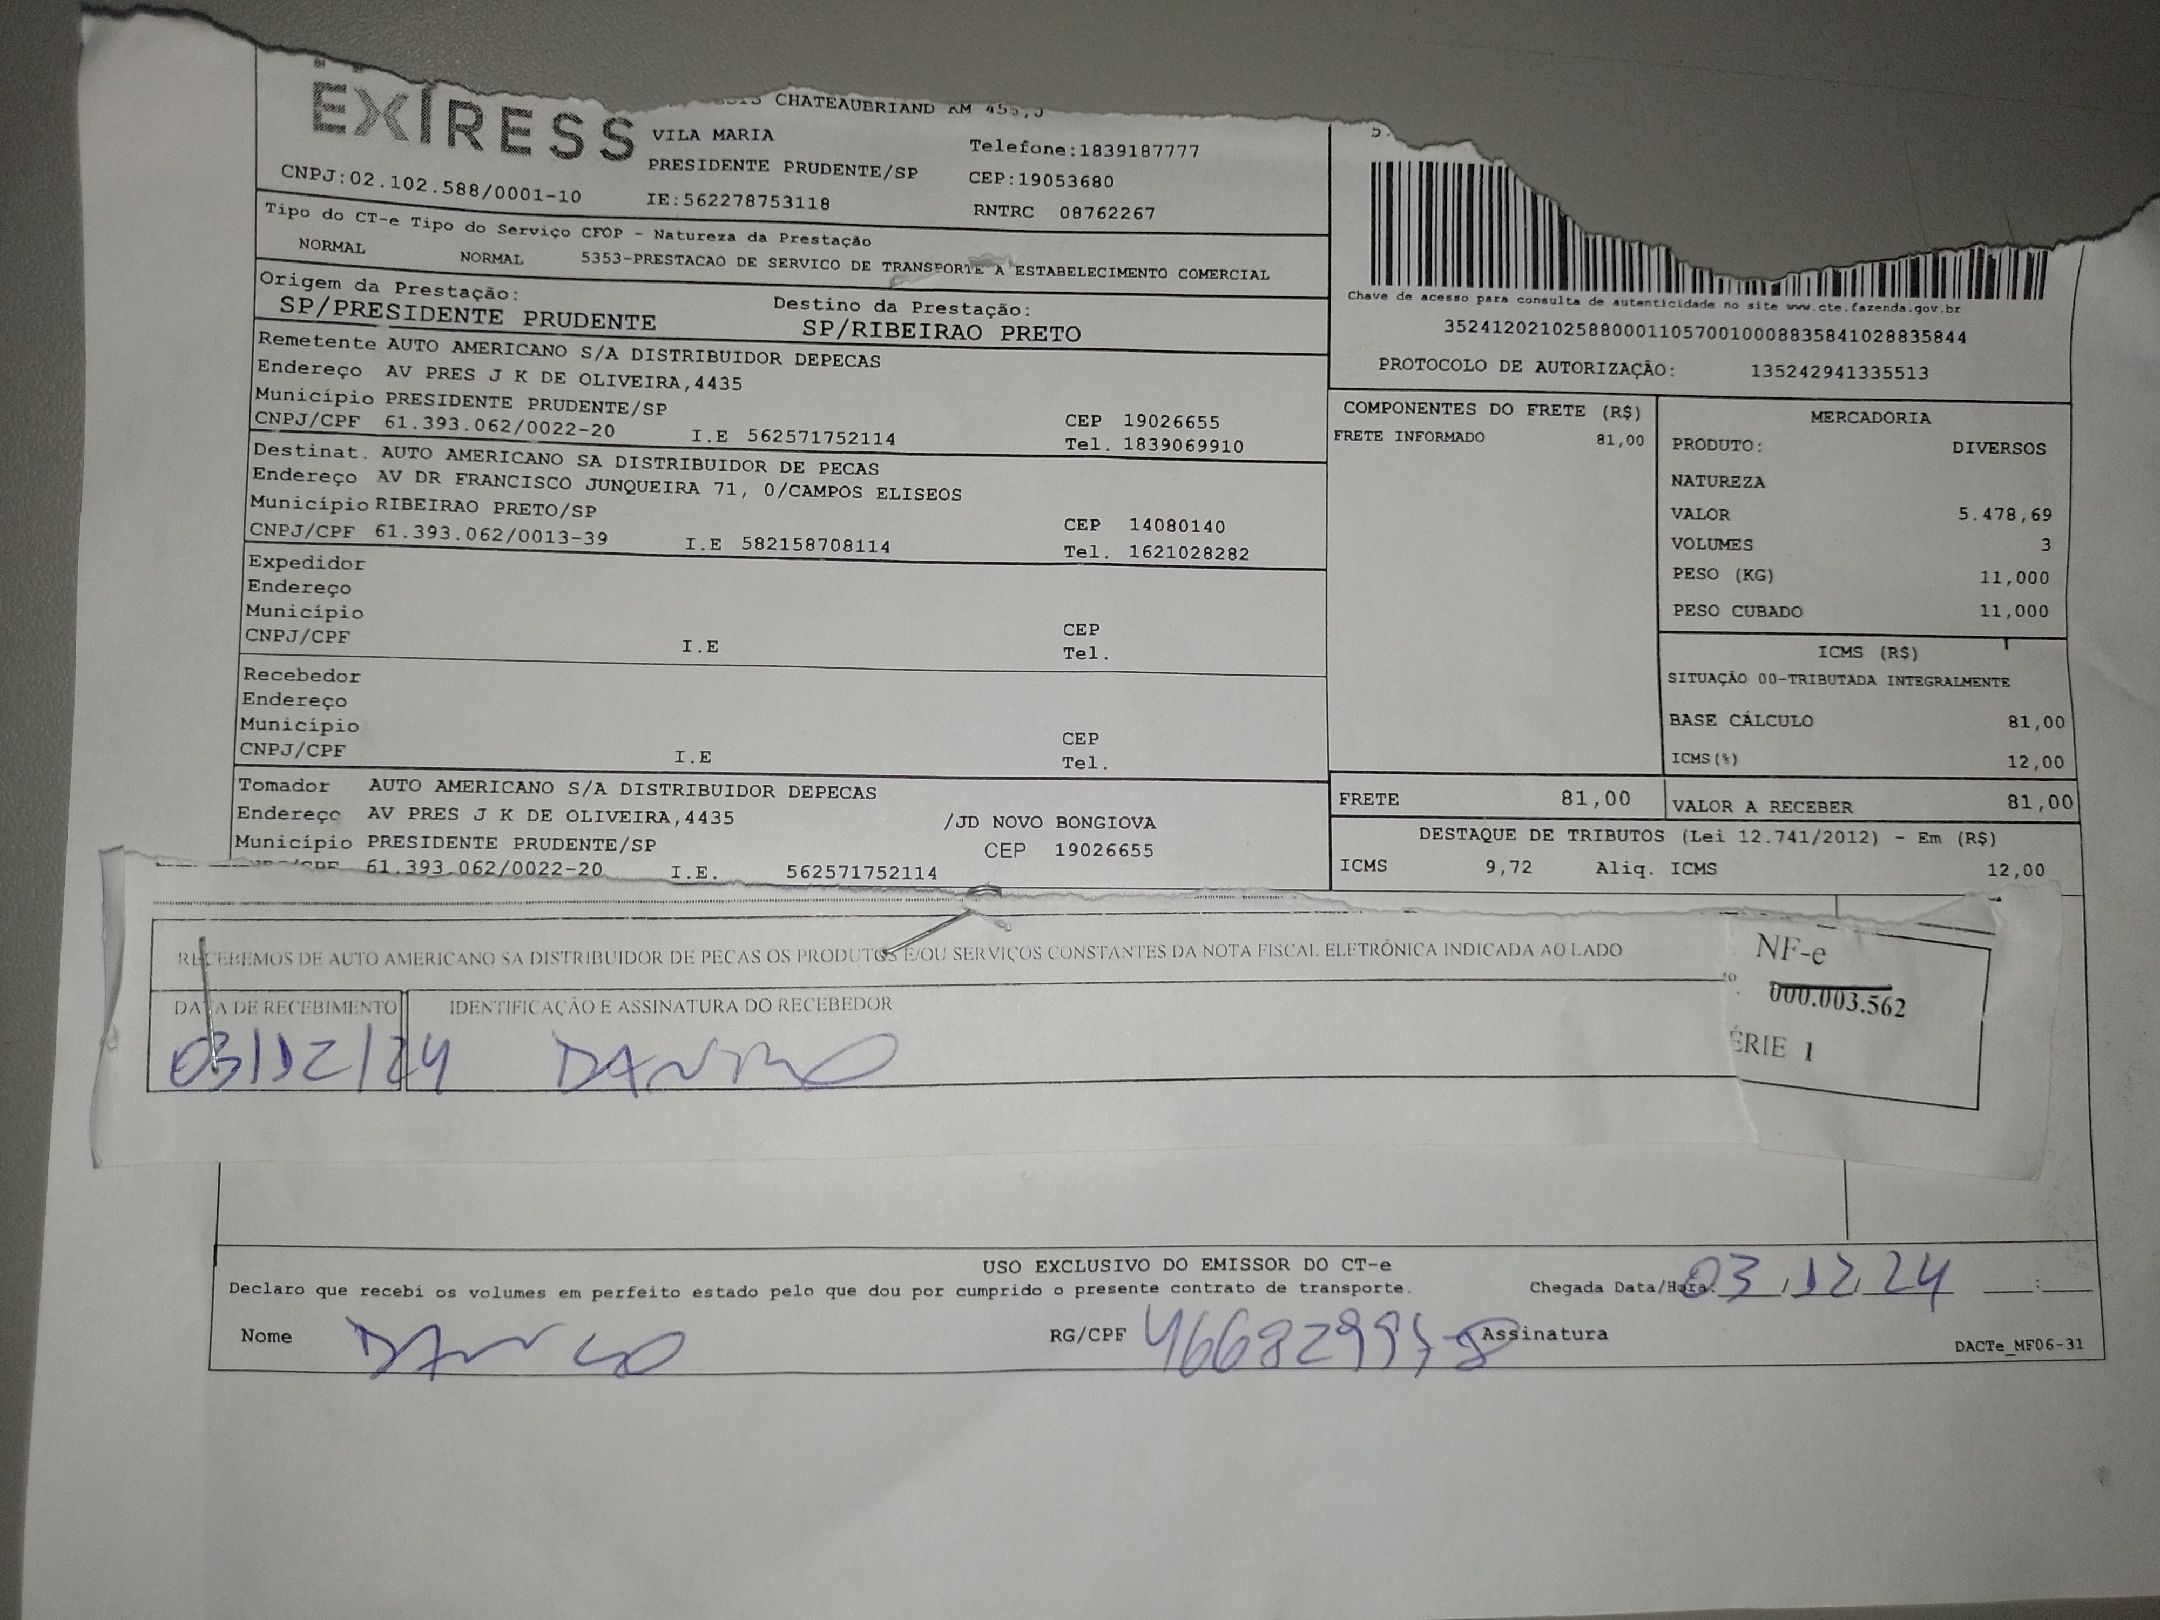 EXPRESS
CHATEAUBRIAND KM 455,5
VILA MARIA
Telefone:1839187777
PRESIDENTE PRUDENTE/SP
CEP:19053680
CNPJ:02.102.588/0001-10
IE:562278753118
RNTRC 08762267
Tipo do CT-e Tipo do Serviço CFOP - Natureza da Prestação
NORMAL NORMAL 5353-PRESTACAO DE SERVICO DE TRANSPORTE A ESTABELECIMENTO COMERCIAL
Origem da Prestação:
SP/PRESIDENTE PRUDENTE
Destino da Prestação:
SP/RIBEIRAO PRETO
Chave de acesso para consulta de autenticidade no site www.cte.fazenda.gov.br
35241202102588000110570010008835841028835844
PROTOCOLO DE AUTORIZAÇÃO: 135242941335513
Remetente AUTO AMERICANO S/A DISTRIBUIDOR DEPECAS
Endereço AV PRES J K DE OLIVEIRA,4435
Município PRESIDENTE PRUDENTE/SP
CEP 19026655
CNPJ/CPF 61.393.062/0022-20 I.E 562571752114 Tel. 1839069910
Destinat. AUTO AMERICANO SA DISTRIBUIDOR DE PECAS
Endereço AV DR FRANCISCO JUNQUEIRA 71, 0/CAMPOS ELISEOS
Município RIBEIRAO PRETO/SP
CEP 14080140
CNPJ/CPF 61.393.062/0013-39 I.E 582158708114 Tel. 1621028282
Expedidor
Endereço
Município
CEP
CNPJ/CPF I.E Tel.
Recebedor
Endereço
Município
CEP
CNPJ/CPF I.E Tel.
Tomador AUTO AMERICANO S/A DISTRIBUIDOR DEPECAS
Endereço AV PRES J K DE OLIVEIRA,4435 /JD NOVO BONGIOVA
Município PRESIDENTE PRUDENTE/SP CEP 19026655
61.393.062/0022-20 I.E. 562571752114
COMPONENTES DO FRETE (R$)
FRETE INFORMADO 81,00
MERCADORIA
PRODUTO: DIVERSOS
NATUREZA
VALOR 5.478,69
VOLUMES 3
PESO (KG) 11,000
PESO CUBADO 11,000
ICMS (R$)
SITUAÇÃO 00-TRIBUTADA INTEGRALMENTE
BASE CÁLCULO 81,00
ICMS(%) 12,00
FRETE 81,00 VALOR A RECEBER 81,00
DESTAQUE DE TRIBUTOS (Lei 12.741/2012) - Em (R$)
ICMS 9,72 Aliq. ICMS 12,00
RECEBEMOS DE AUTO AMERICANO SA DISTRIBUIDOR DE PECAS OS PRODUTOS E/OU SERVIÇOS CONSTANTES DA NOTA FISCAL ELETRÔNICA INDICADA AO LADO
NF-e
000.003.562
SÉRIE 1
DATA DE RECEBIMENTO IDENTIFICAÇÃO E ASSINATURA DO RECEBEDOR
03/12/24
USO EXCLUSIVO DO EMISSOR DO CT-e
Declaro que recebi os volumes em perfeito estado pelo que dou por cumprido o presente contrato de transporte. Chegada Data/Hora: 03 12 24 :
Nome RG/CPF Assinatura
DACTe_MF06-31